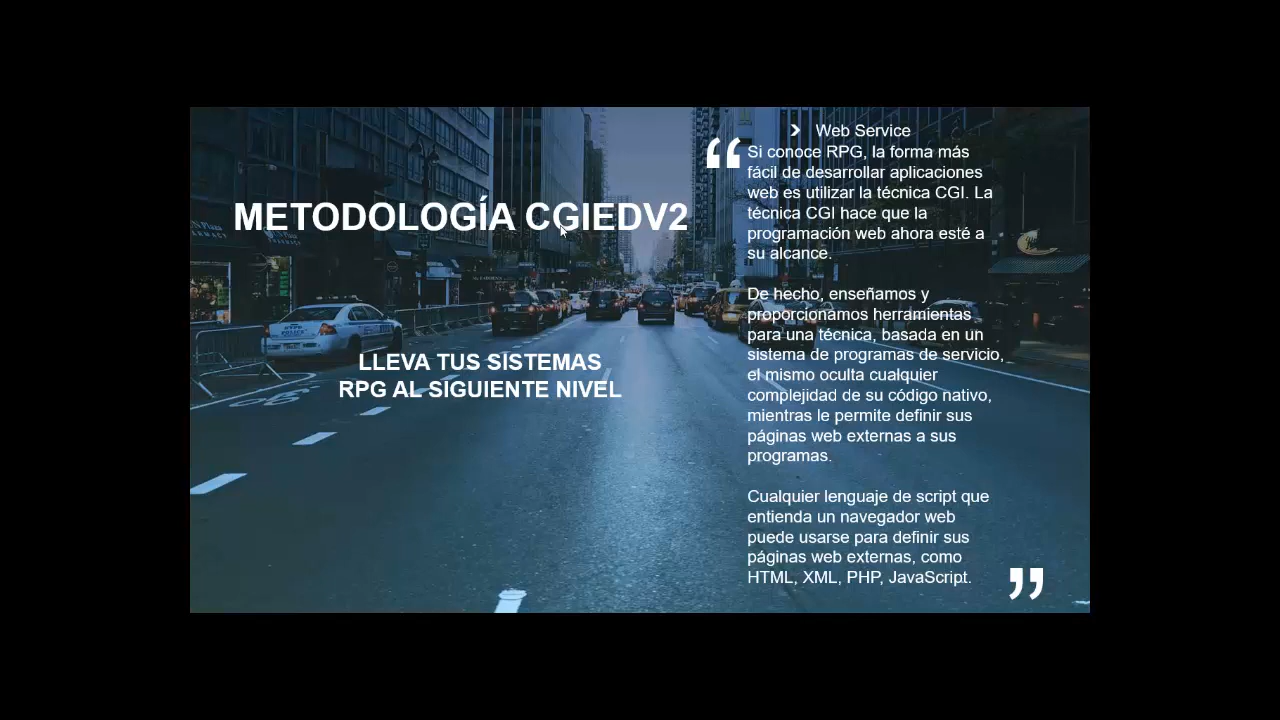 METODOLOGÍA CGIEDV2
LLEVA TUS SISTEMAS
RPG AL SIGUIENTE NIVEL
Web Service
“Si conoce RPG, la forma más
fácil de desarrollar aplicaciones
web es utilizar la técnica CGI. La
técnica CGI hace que la
programación web ahora esté a
su alcance.
De hecho, enseñamos y
proporcionamos herramientas
para una técnica, basada en un
sistema de programas de servicio,
el mismo oculta cualquier
complejidad de su código nativo,
mientras le permite definir sus
páginas web externas a sus
programas.
Cualquier lenguaje de script que
entienda un navegador web
puede usarse para definir sus
páginas web externas, como
HTML, XML, PHP, JavaScript.”
NYPD
POLICE